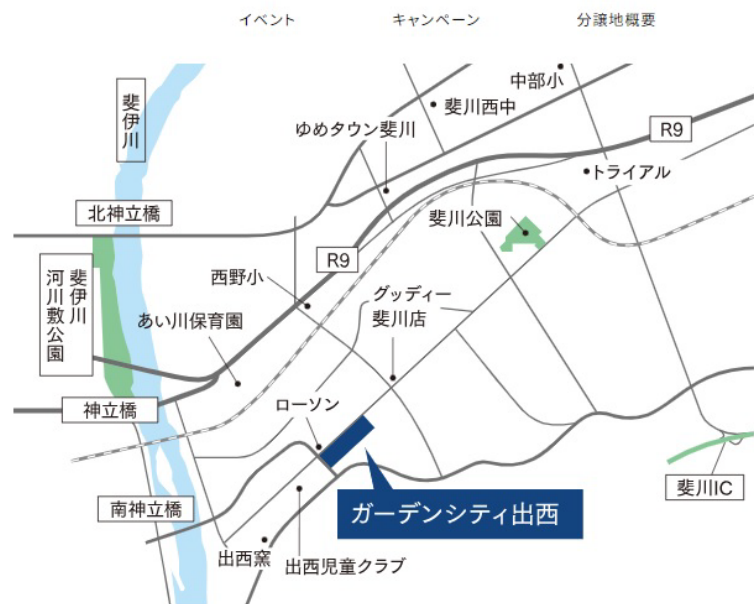 イベント
キャンペーン
分譲地概要
中部小
斐伊川
斐川西中
ゆめタウン斐川
R9
トライアル
北神立橋
斐川公園
R9
西野小
斐伊川
河川敷公園
グッディー
斐川店
あい川保育園
神立橋
ローソン
斐川IC
南神立橋
ガーデンシティ出西
出西窯
出西児童クラブ